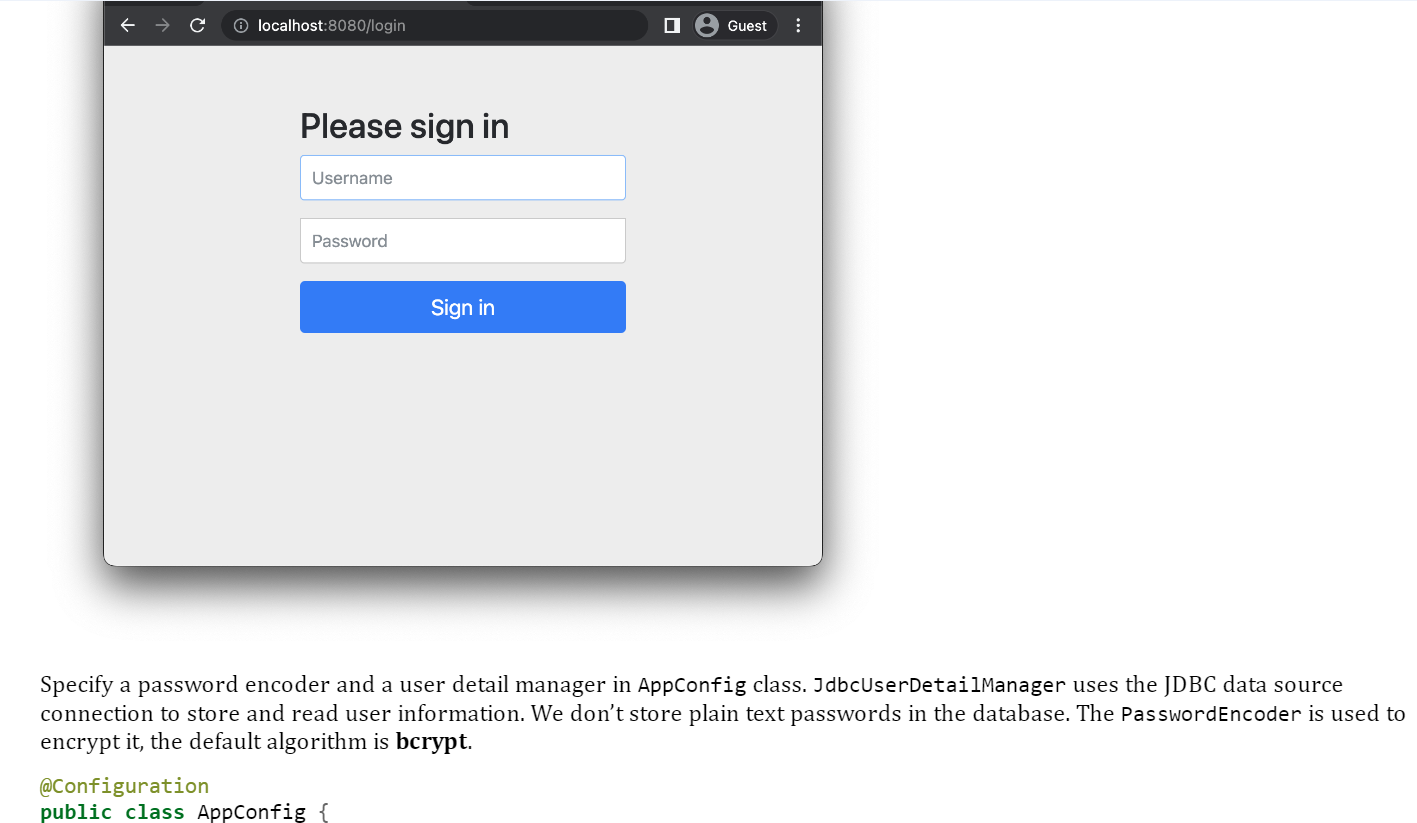 localhost:8080/login
Guest
Please sign in
Username
Password
Sign in
Specify a password encoder and a user detail manager in AppConfig class. JdbcUserDetailManager uses the JDBC data source
connection to store and read user information. We don’t store plain text passwords in the database. The PasswordEncoder is used to
encrypt it, the default algorithm is bcrypt.
@Configuration
public class AppConfig {